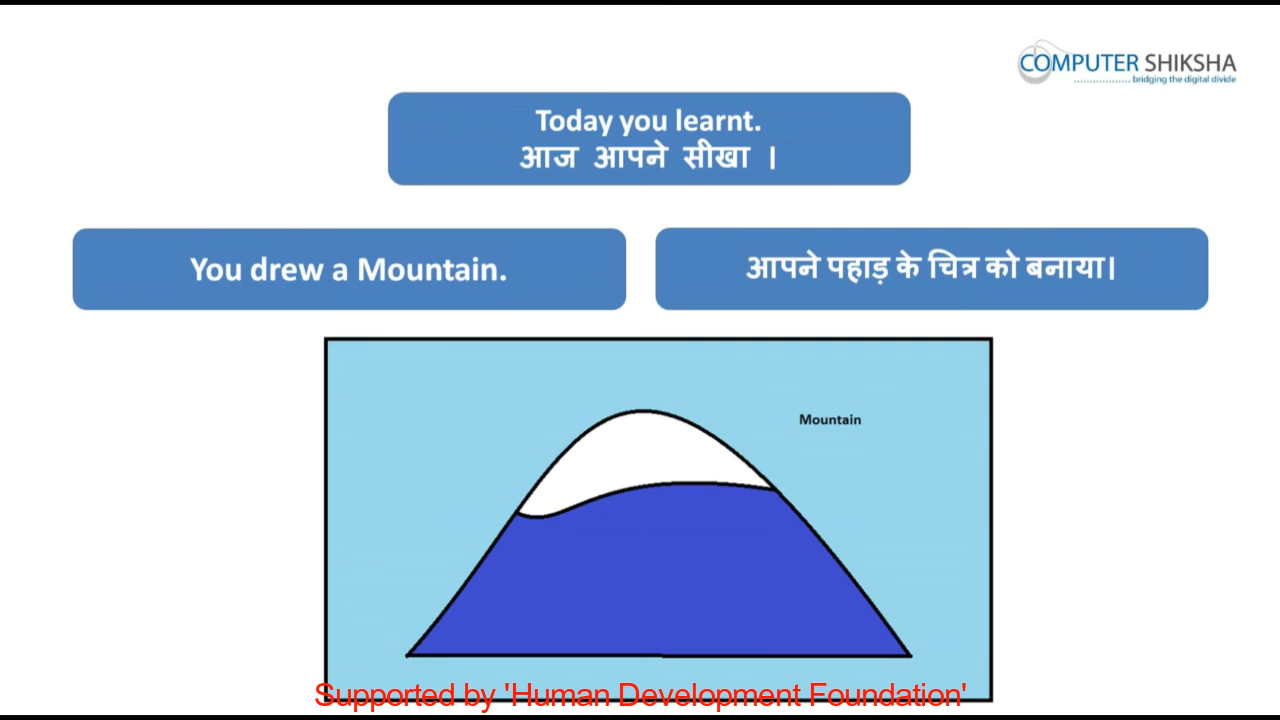 COMPUTER SHIKSHA
bridging the digital divide
Today you learnt.
आज आपने सीखा ।
You drew a Mountain.
आपने पहाड़ के चित्र को बनाया।
Mountain
Supported by 'Human Development Foundation'